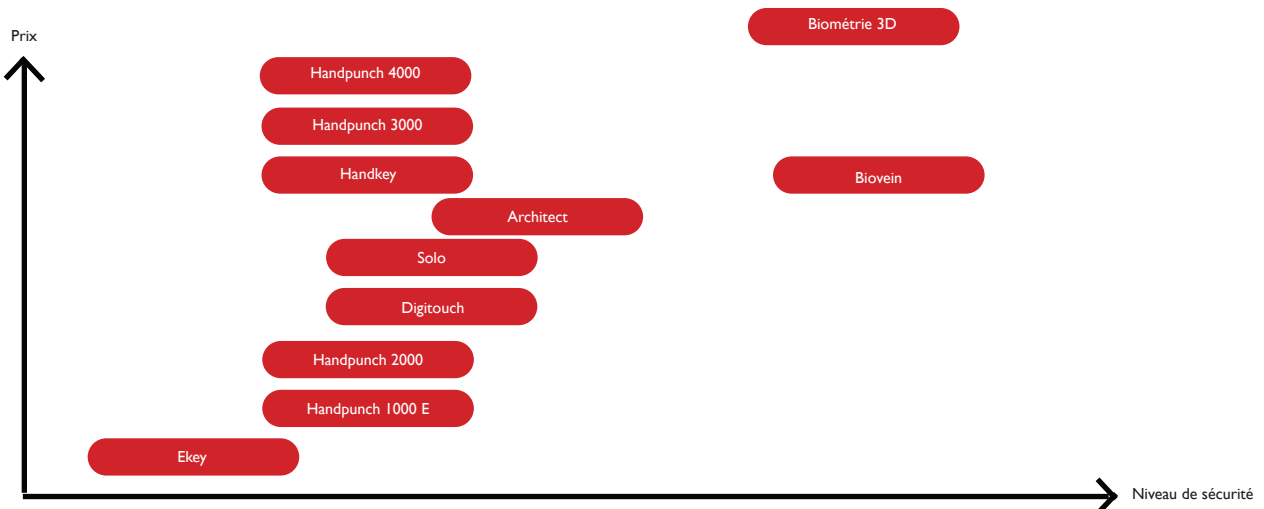 Biométrie 3D
Prix
Handpunch 4000
Handpunch 3000
Handkey
Biovein
Architect
Solo
Digitouch
Handpunch 2000
Handpunch 1000 E
Ekey
Niveau de sécurité